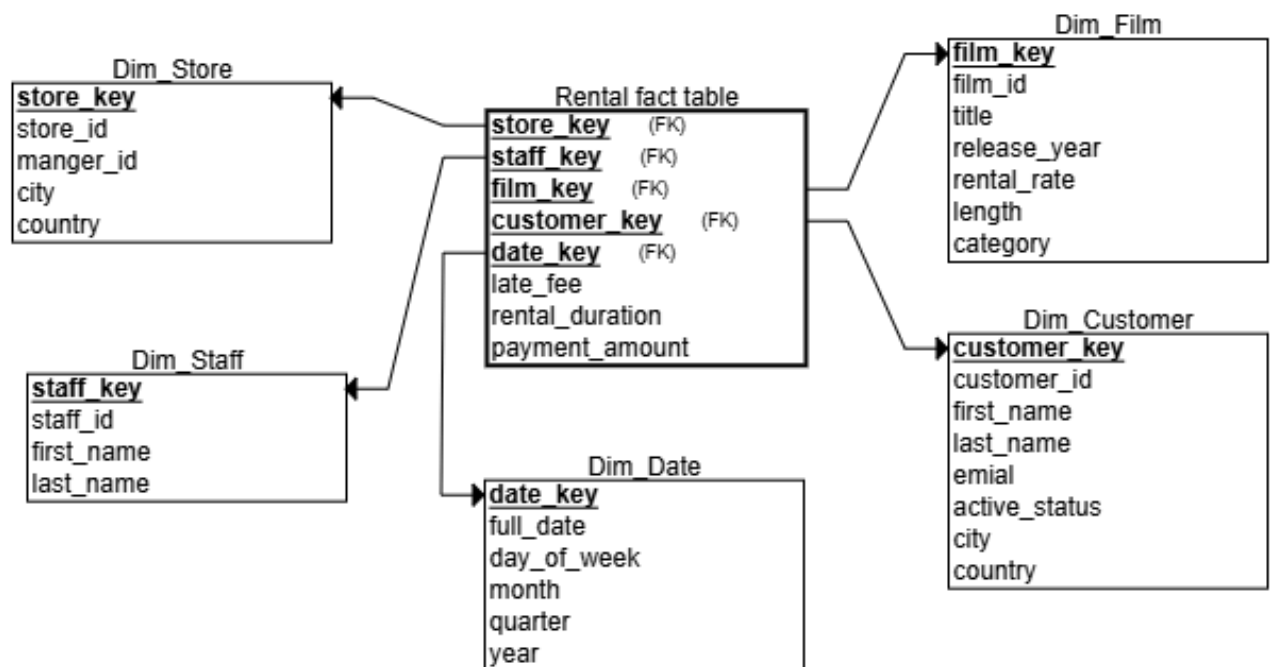 Dim_Store
store_key
store_id
manger_id
city
country
Dim_Staff
staff_key
staff_id
first_name
last_name
Rental fact table
store_key (FK)
staff_key (FK)
film_key (FK)
customer_key (FK)
date_key (FK)
late_fee
rental_duration
payment_amount
Dim_Date
date_key
full_date
day_of_week
month
quarter
year
Dim_Film
film_key
film_id
title
release_year
rental_rate
length
category
Dim_Customer
customer_key
customer_id
first_name
last_name
emial
active_status
city
country